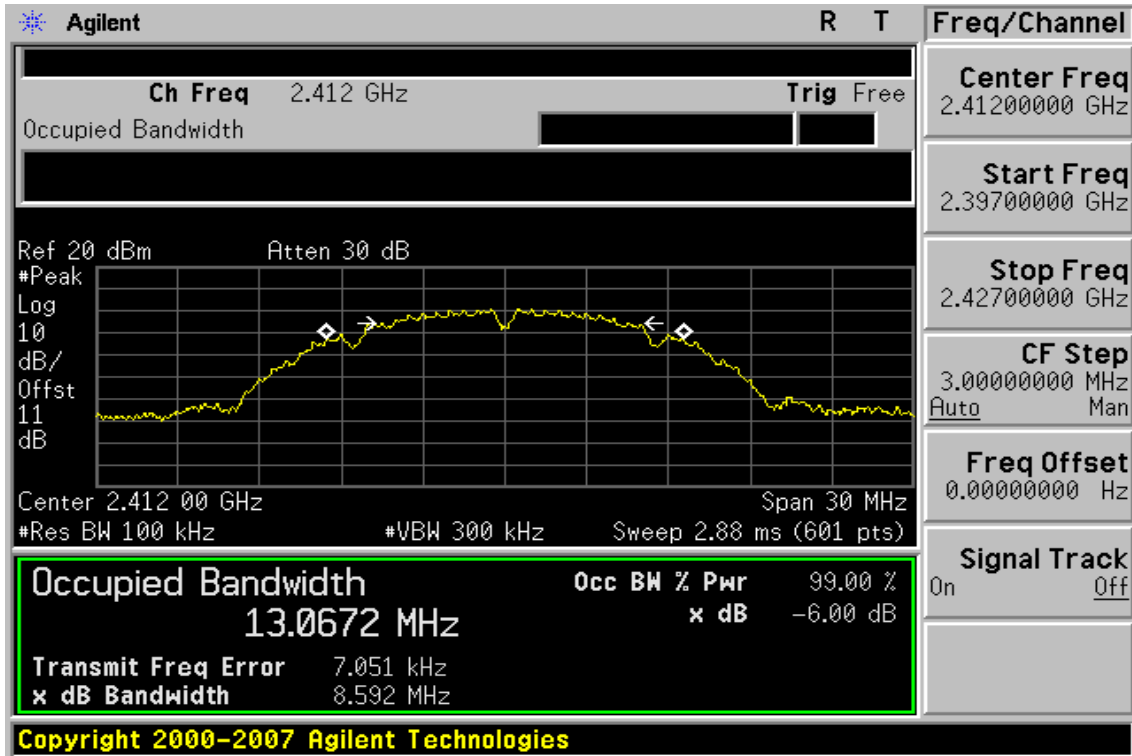 Agilent R T
Ch Freq 2.412 GHz Trig Free
Occupied Bandwidth
Ref 20 dBm Atten 30 dB
#Peak
Log
10
dB/
Offst
11
dB
Center 2.412 00 GHz Span 30 MHz
#Res BW 100 kHz #VBW 300 kHz Sweep 2.88 ms (601 pts)
Occupied Bandwidth Occ BW % Pwr 99.00 %
13.0672 MHz x dB -6.00 dB
Transmit Freq Error 7.051 kHz
x dB Bandwidth 8.592 MHz
Copyright 2000-2007 Agilent Technologies
Freq/Channel
Center Freq
2.41200000 GHz
Start Freq
2.39700000 GHz
Stop Freq
2.42700000 GHz
CF Step
3.00000000 MHz
Auto Man
Freq Offset
0.00000000 Hz
Signal Track
On Off